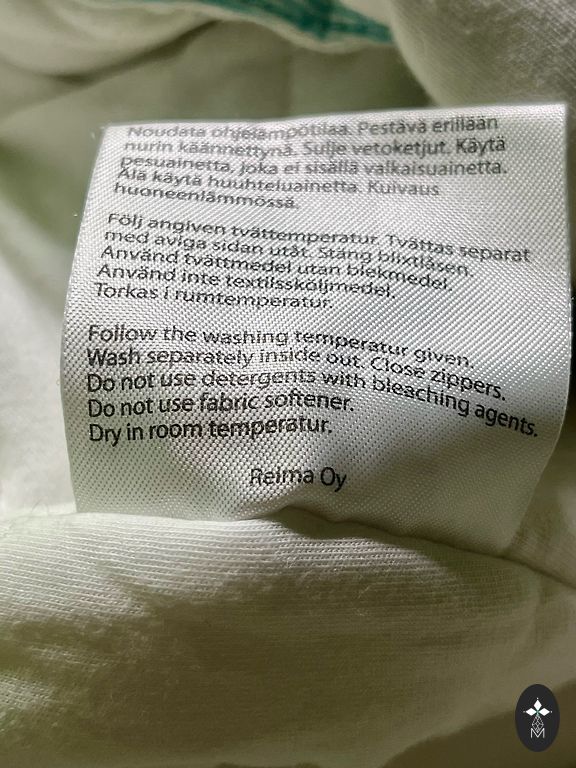 Noudata ohjelämpötilaa. Pestävä erillään
nurin käännettynä. Sulje vetoketjut. Käytä
pesuainetta, joka ei sisällä valkaisuainetta.
Älä käytä huuhteluainetta. Kuivaus
huoneenlämmössä.
Följ angiven tvättemperatur. Tvättas separat
med aviga sidan utåt. Stäng blixtlåsen.
Använd tvättmedel utan blekmedel.
Använd inte textilssköljmedel.
Torkas i rumtemperatur.
Follow the washing temperatur given.
Wash separately inside out. Close zippers.
Do not use detergents with bleaching agents.
Do not use fabric softener.
Dry in room temperatur.
Reima Oy
M